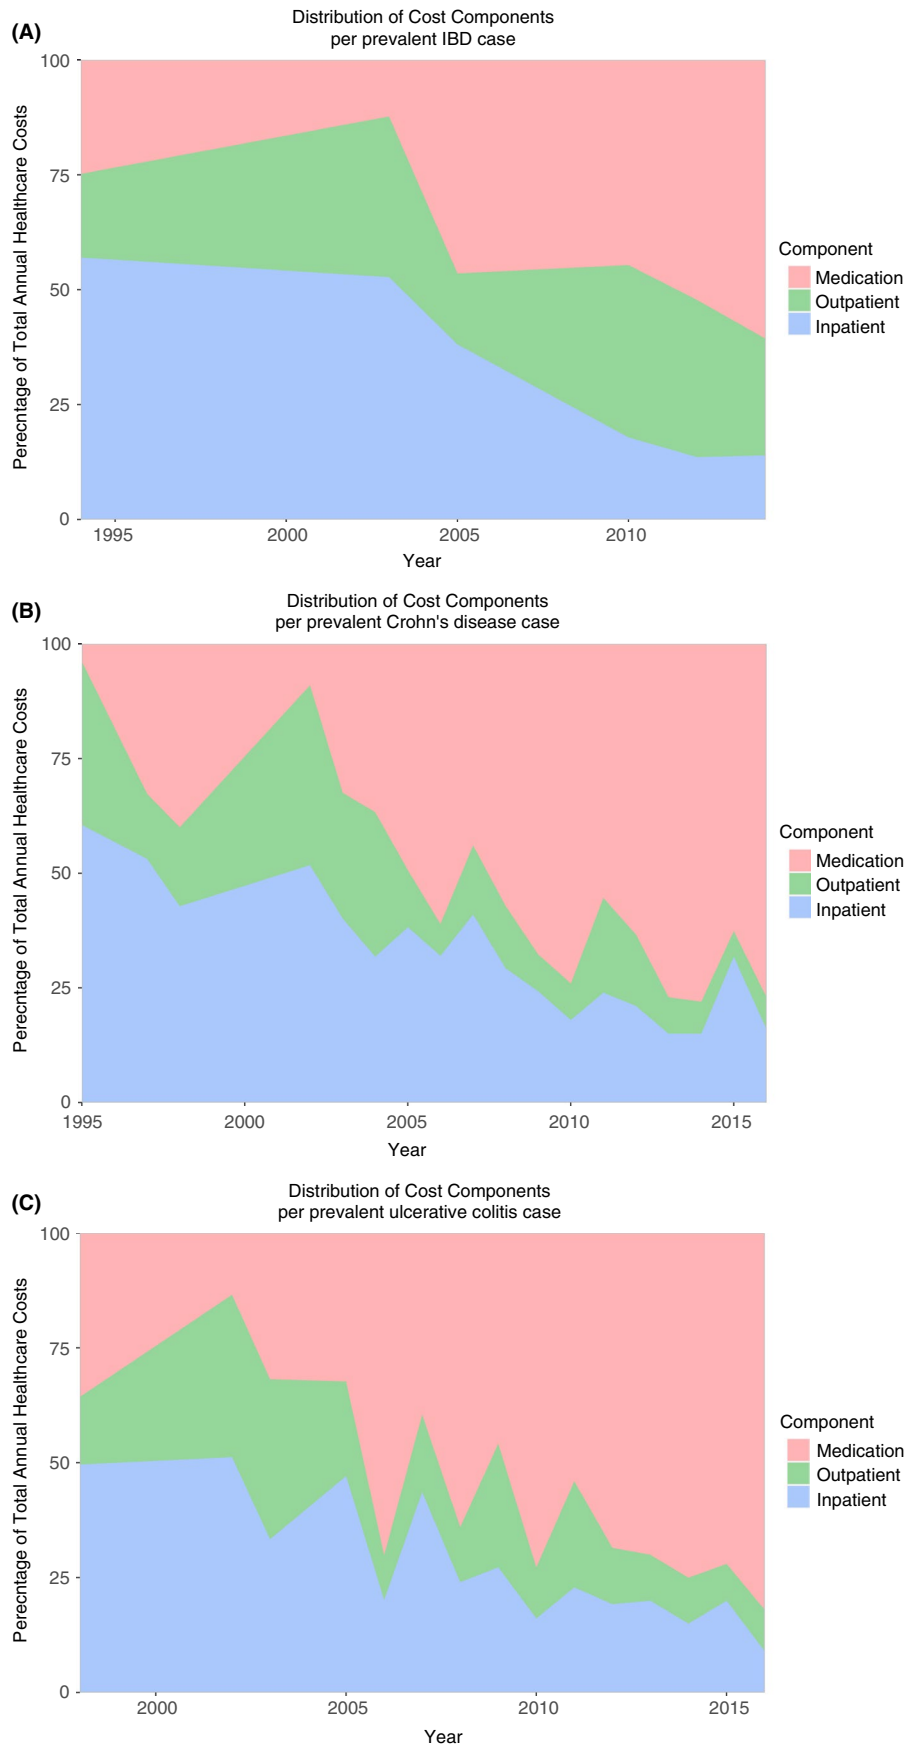 (A)
Distribution of Cost Components
per prevalent IBD case
Perecntage of Total Annual Healthcare Costs
100
75
50
25
0
1995
2000
2005
2010
Year
Component
Medication
Outpatient
Inpatient
(B)
Distribution of Cost Components
per prevalent Crohn's disease case
Perecntage of Total Annual Healthcare Costs
100
75
50
25
0
1995
2000
2005
2010
2015
Year
Component
Medication
Outpatient
Inpatient
(C)
Distribution of Cost Components
per prevalent ulcerative colitis case
Perecntage of Total Annual Healthcare Costs
100
75
50
25
0
2000
2005
2010
2015
Year
Component
Medication
Outpatient
Inpatient